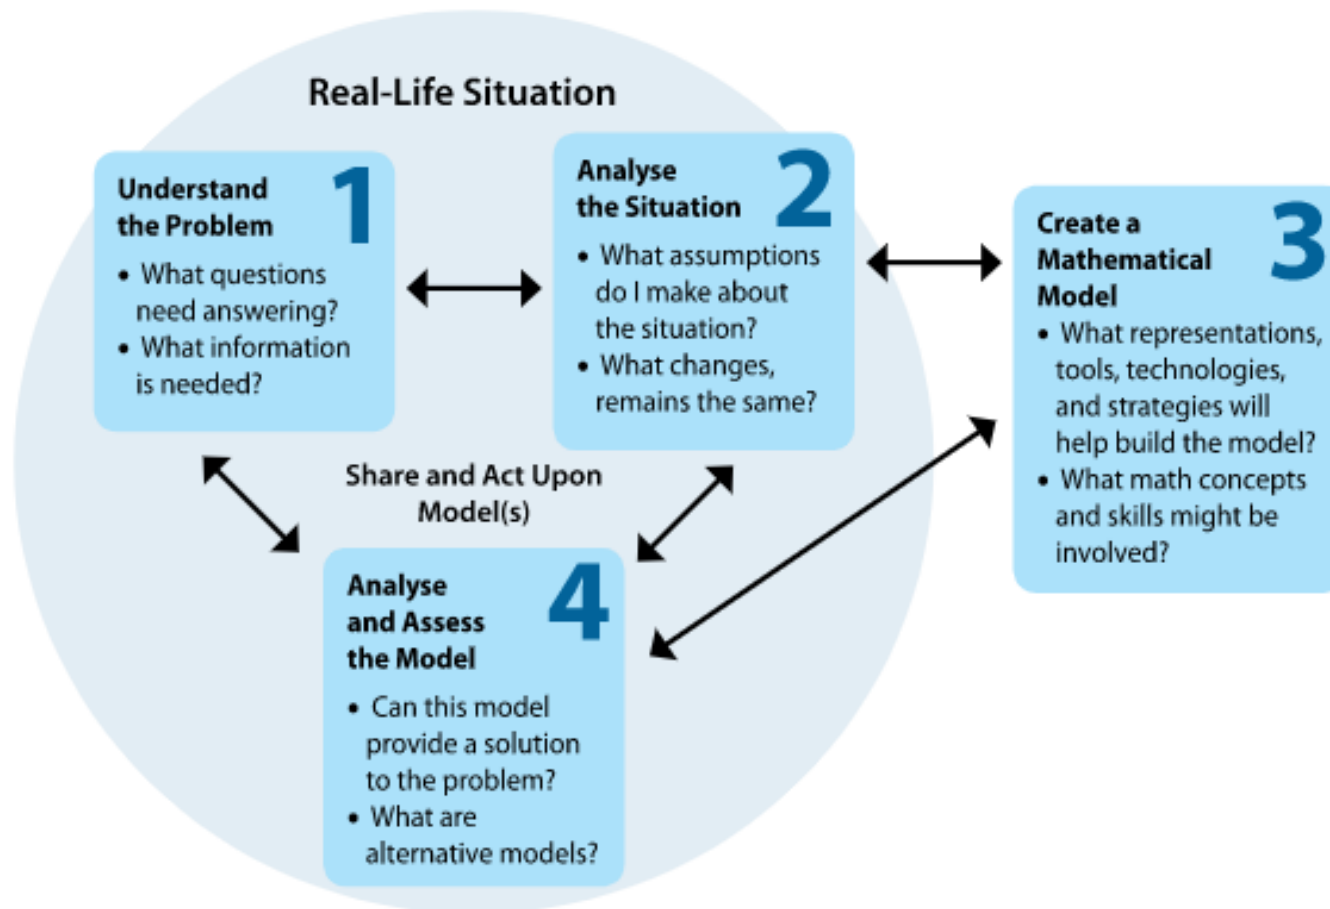 Real-Life Situation
1
Understand
the Problem
• What questions
need answering?
• What information
is needed?
2
Analyse
the Situation
• What assumptions
do I make about
the situation?
• What changes,
remains the same?
3
Create a
Mathematical
Model
• What representations,
tools, technologies,
and strategies will
help build the model?
• What math concepts
and skills might be
involved?
Share and Act Upon
Model(s)
4
Analyse
and Assess
the Model
• Can this model
provide a solution
to the problem?
• What are
alternative models?